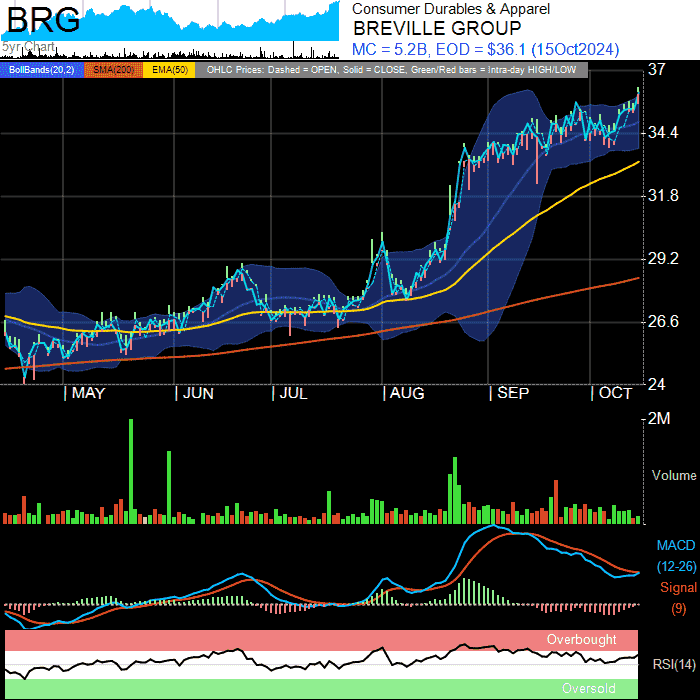 BRG
5yr Chart
Consumer Durables & Apparel
BREVILLE GROUP
MC = 5.2B, EOD = $36.1 (15Oct2024)
BollBands(20,2) SMA(200) EMA(50) OHLC Prices: Dashed = OPEN, Solid = CLOSE, Green/Red bars = Intra-day HIGH/LOW
37
34.4
31.8
29.2
26.6
24
MAY JUN JUL AUG SEP OCT
2M
Volume
MACD
(12-26)
Signal
(9)
Overbought
RSI(14)
Oversold